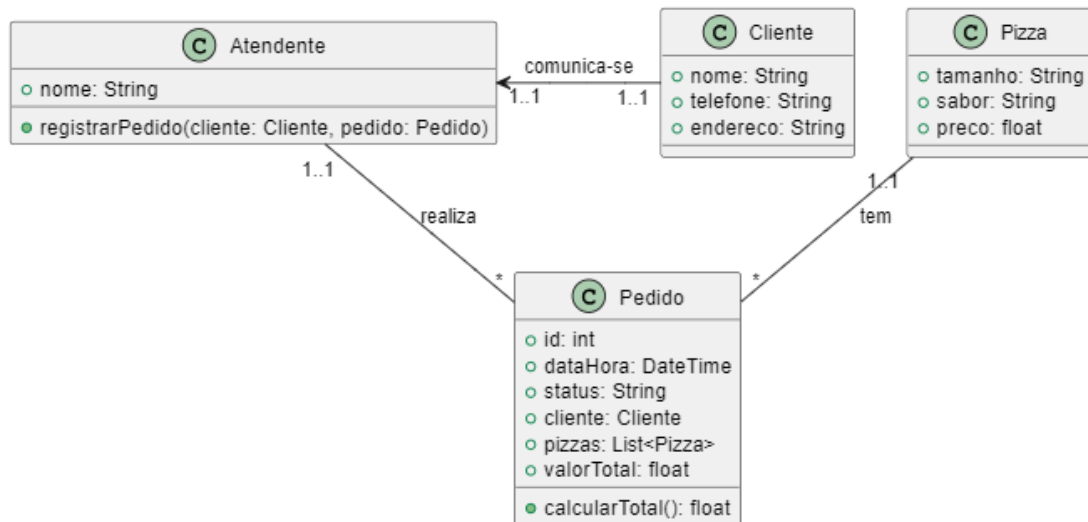 C Atendente
nome: String
registrarPedido(cliente: Cliente, pedido: Pedido)
comunica-se
1..1
1..1
C Cliente
nome: String
telefone: String
endereco: String
C Pizza
tamanho: String
sabor: String
preco: float
1..1
realiza
*
1..1
tem
*
C Pedido
id: int
dataHora: DateTime
status: String
cliente: Cliente
pizzas: List<Pizza>
valorTotal: float
calcularTotal(): float